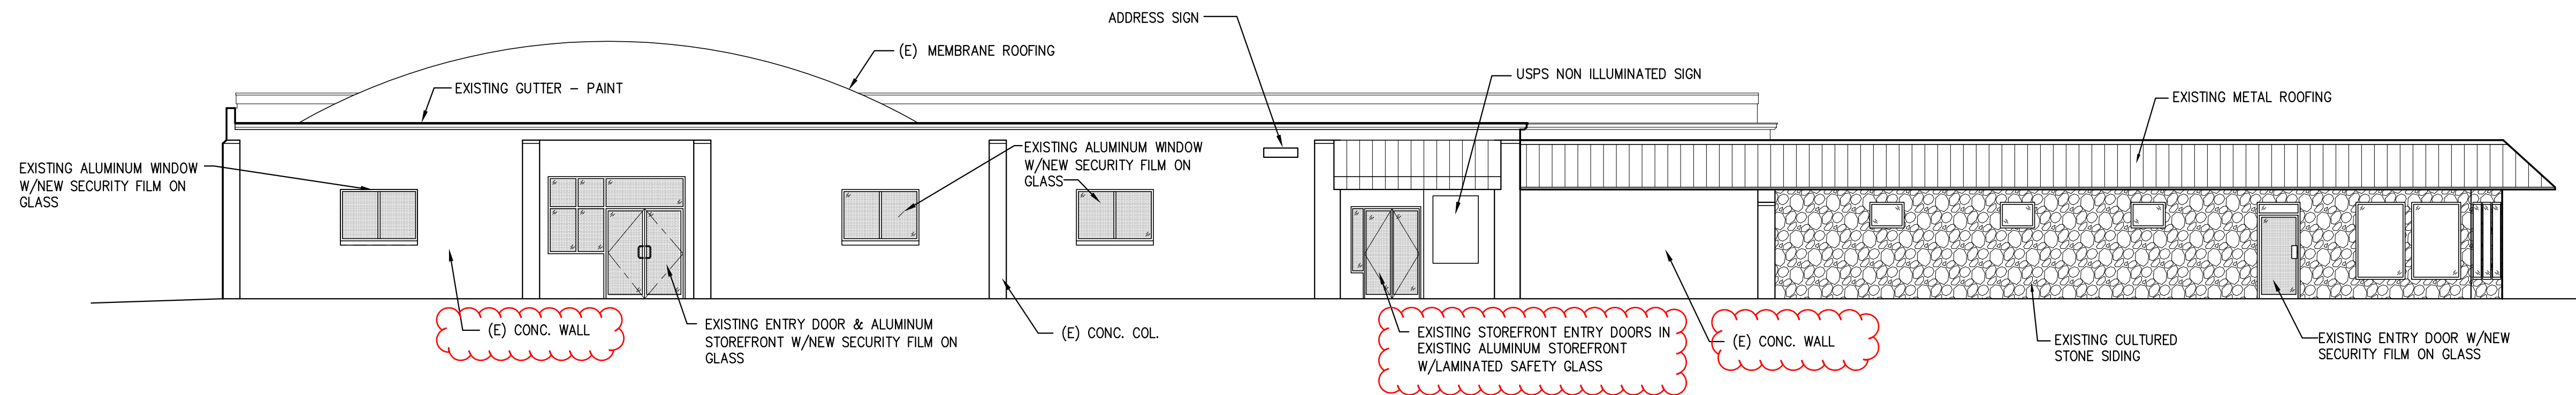 ADDRESS SIGN
(E) MEMBRANE ROOFING
USPS NON ILLUMINATED SIGN
EXISTING GUTTER – PAINT
EXISTING METAL ROOFING
EXISTING ALUMINUM WINDOW
W/NEW SECURITY FILM ON
GLASS
EXISTING ALUMINUM WINDOW
W/NEW SECURITY FILM ON
GLASS
(E) CONC. WALL
EXISTING ENTRY DOOR & ALUMINUM
STOREFRONT W/NEW SECURITY FILM ON
GLASS
(E) CONC. COL.
EXISTING STOREFRONT ENTRY DOORS IN
EXISTING ALUMINUM STOREFRONT
W/LAMINATED SAFETY GLASS
(E) CONC. WALL
EXISTING CULTURED
STONE SIDING
EXISTING ENTRY DOOR W/NEW
SECURITY FILM ON GLASS